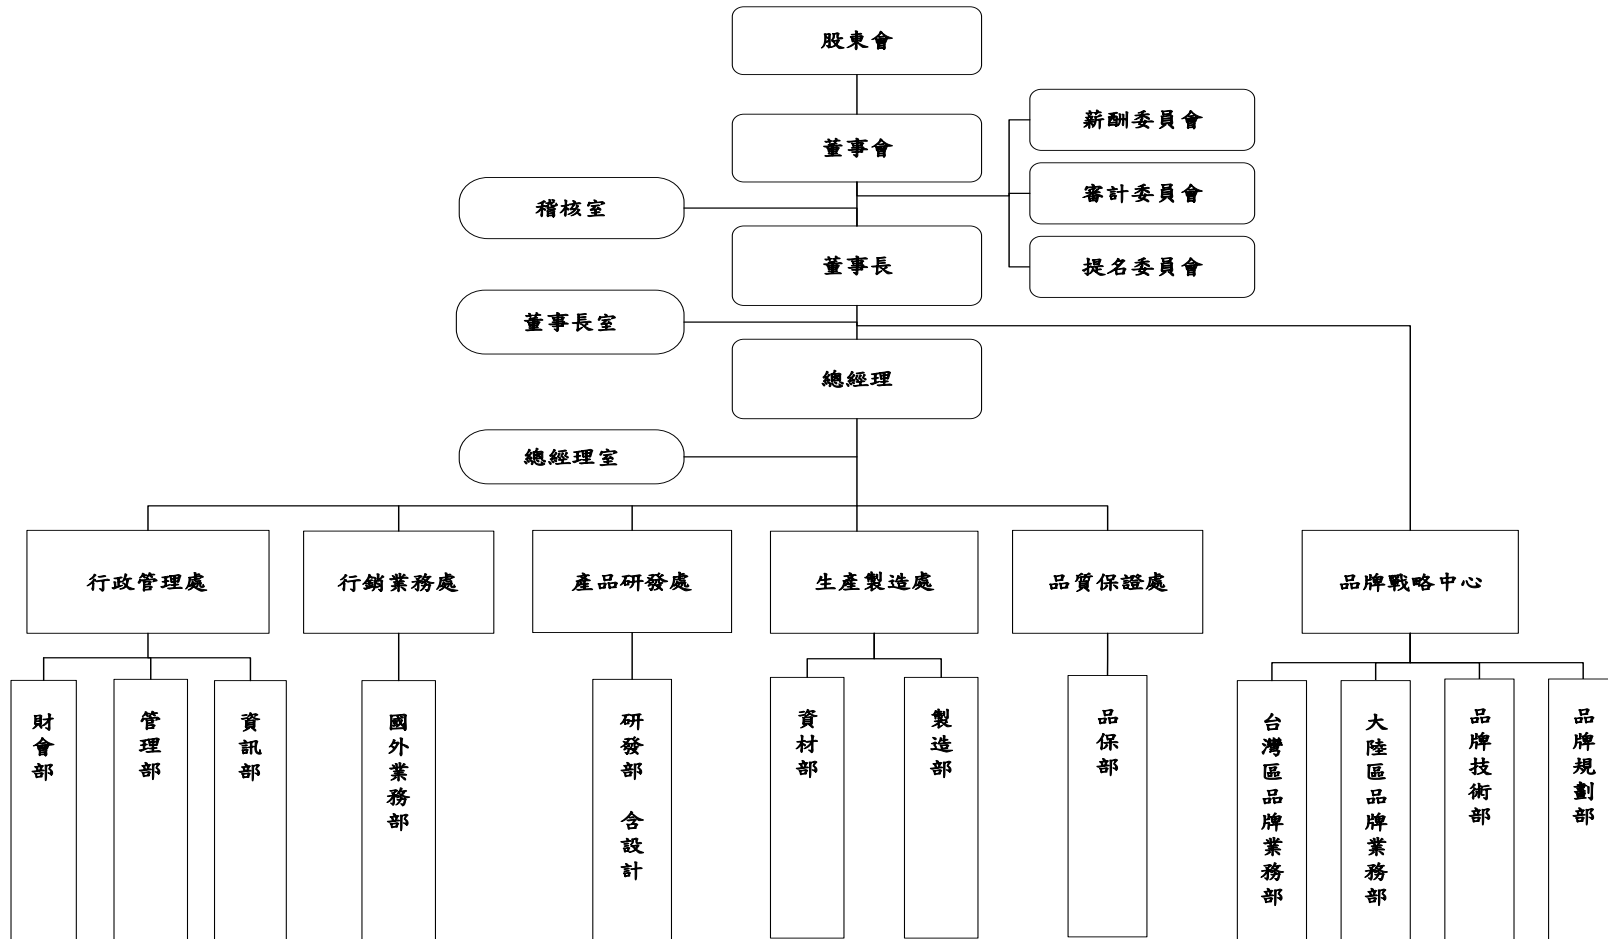 股東會
董事會
薪酬委員會
審計委員會
提名委員會
稽核室
董事長
董事長室
總經理
總經理室
行政管理處
行銷業務處
產品研發處
生產製造處
品質保證處
品牌戰略中心
財會部
管理部
資訊部
國外業務部
研發部 含設計
資材部
製造部
品保部
台灣區品牌業務部
大陸區品牌業務部
品牌技術部
品牌規劃部